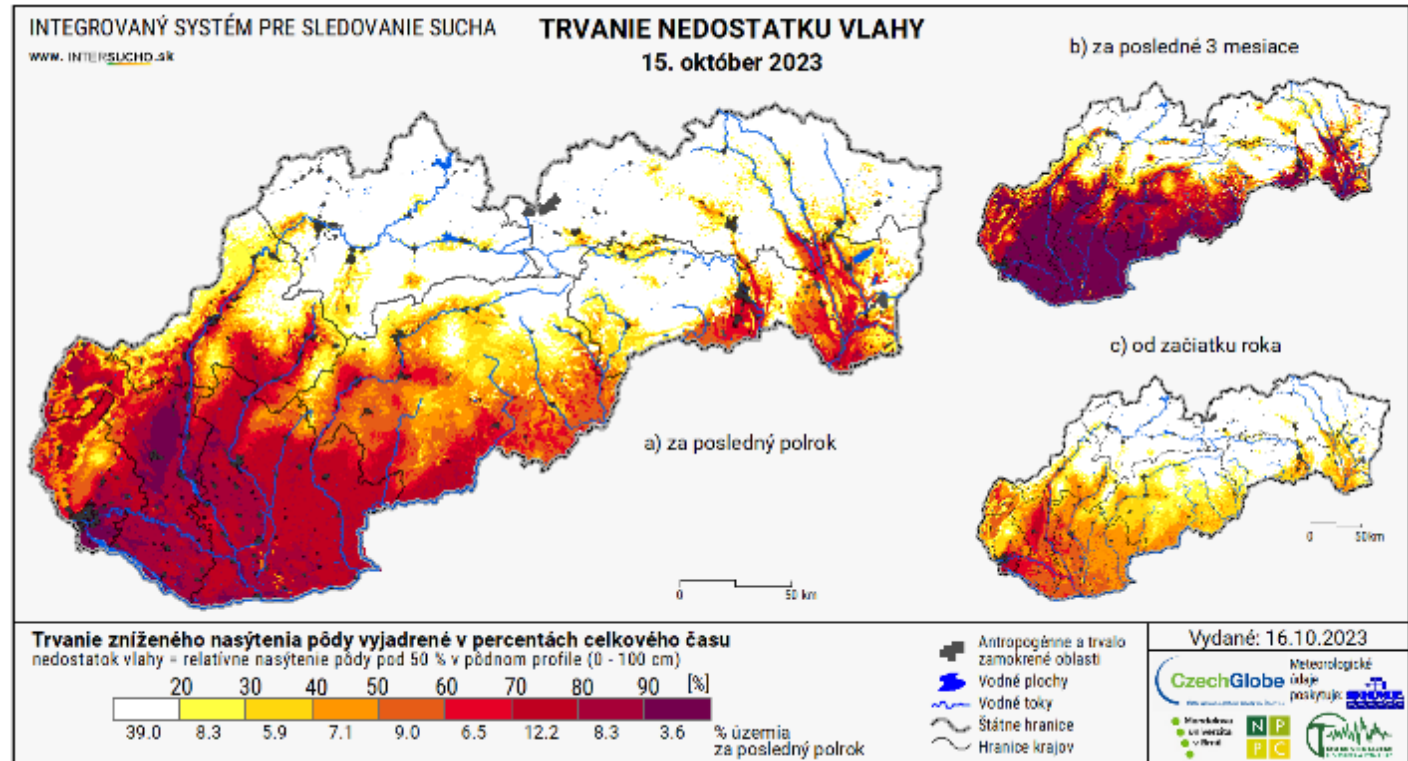 INTEGROVANÝ SYSTÉM PRE SLEDOVANIE SUCHA
www. INTERSUCHO.sk
TRVANIE NEDOSTATKU VLAHY
15. október 2023
b) za posledné 3 mesiace
c) od začiatku roka
a) za posledný polrok
0 50 km
0 50km
Trvanie zníženého nasýtenia pôdy vyjadrené v percentách celkového času
nedostatok vlahy = relatívne nasýtenie pôdy pod 50 % v pôdnom profile (0 - 100 cm)
20 30 40 50 60 70 80 90 [%]
39.0 8.3 5.9 7.1 9.0 6.5 12.2 8.3 3.6
% územia
za posledný polrok
Antropogénne a trvalo
zamokrené oblasti
Vodné plochy
Vodné toky
Štátne hranice
Hranice krajov
Vydané: 16.10.2023
CzechGlobe
Meteorologické
údaje
poskytuje:
Mendelova
univerzita
v Brně
N P
P C